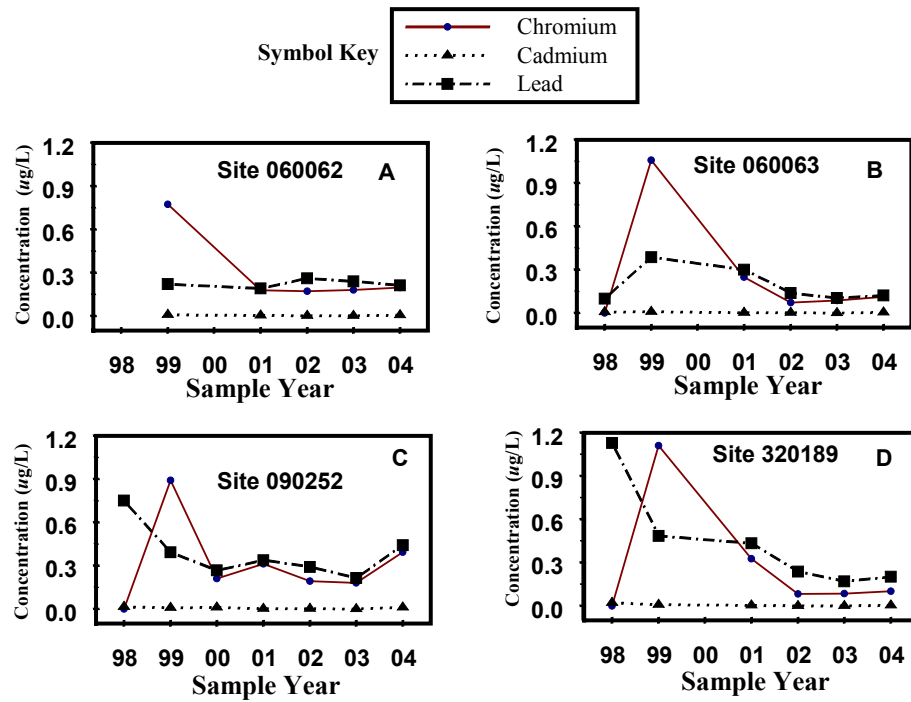 Symbol Key
Chromium
Cadmium
Lead
Site 060062 A
1.2
0.9
0.6
0.3
0.0
Concentration (ug/L)
98 99 00 01 02 03 04
Sample Year
Site 060063 B
1.2
0.9
0.6
0.3
0.0
Concentration (ug/L)
98 99 00 01 02 03 04
Sample Year
Site 090252 C
1.2
0.9
0.6
0.3
0.0
Concentration (ug/L)
98 99 00 01 02 03 04
Sample Year
Site 320189 D
1.2
0.9
0.6
0.3
0.0
Concentration (ug/L)
98 99 00 01 02 03 04
Sample Year